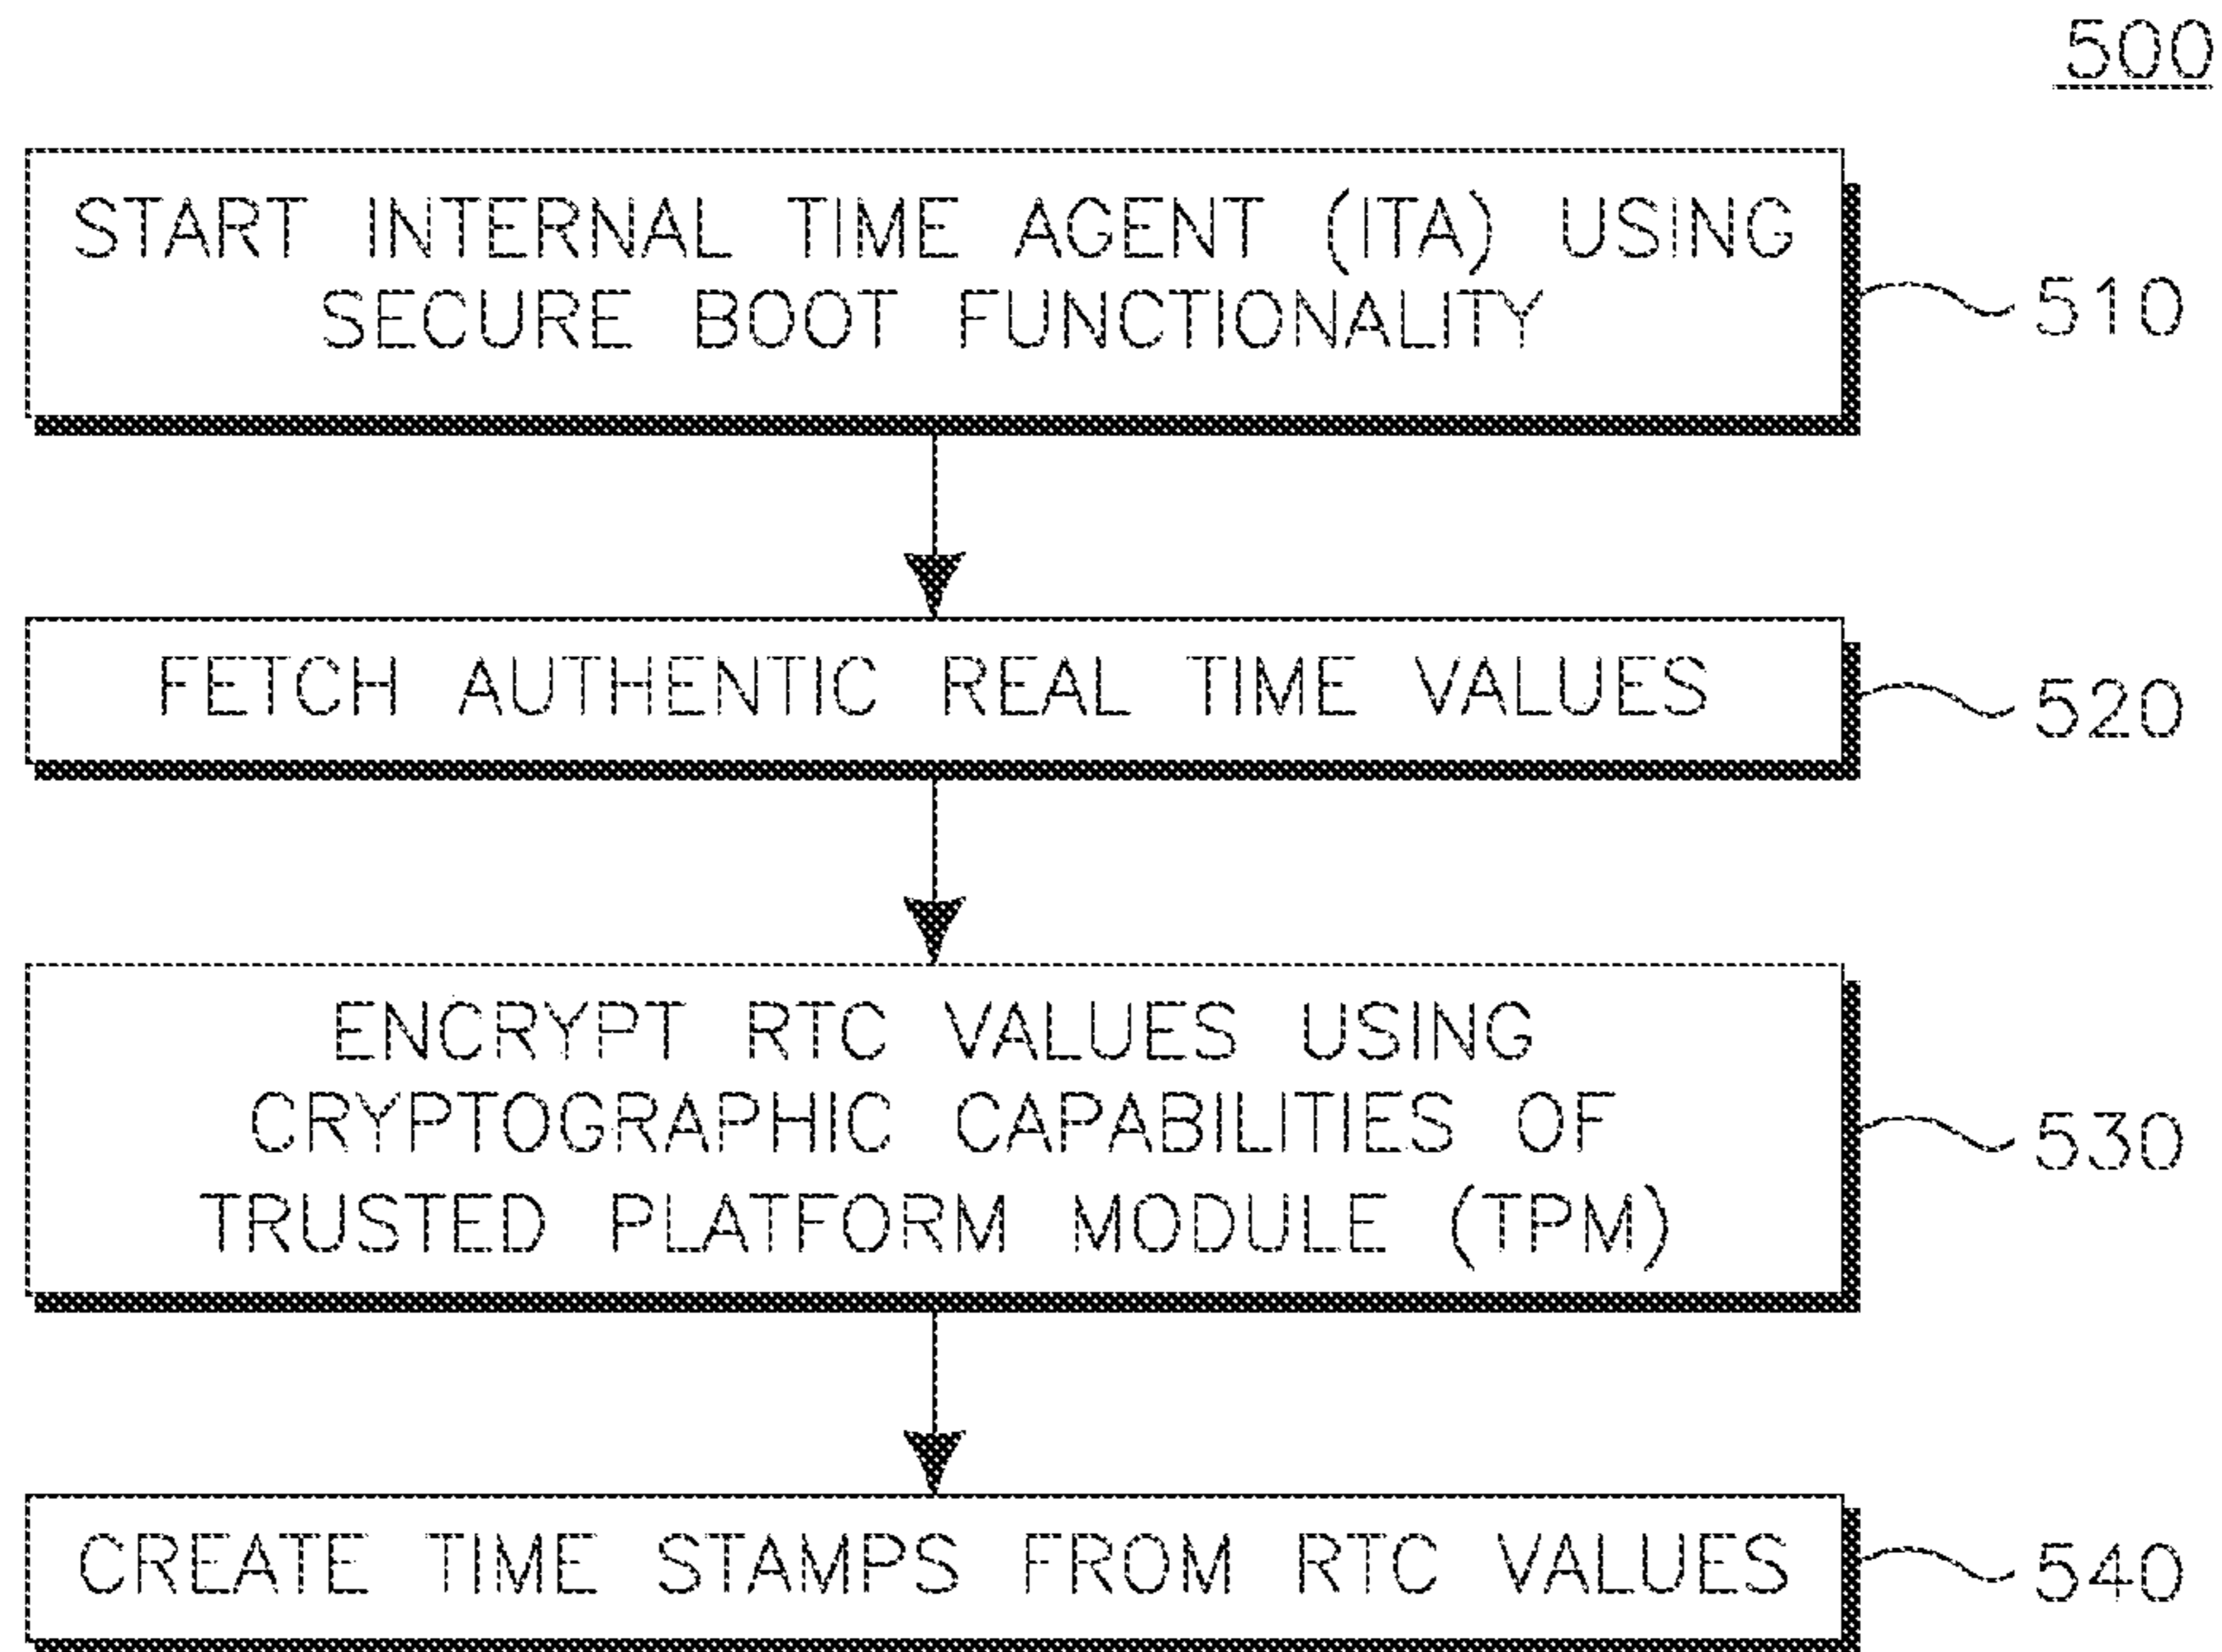 500
START INTERNAL TIME AGENT (ITA) USING
SECURE BOOT FUNCTIONALITY
510
FETCH AUTHENTIC REAL TIME VALUES
520
ENCRYPT RTC VALUES USING
CRYPTOGRAPHIC CAPABILITIES OF
TRUSTED PLATFORM MODULE (TPM)
530
CREATE TIME STAMPS FROM RTC VALUES
540